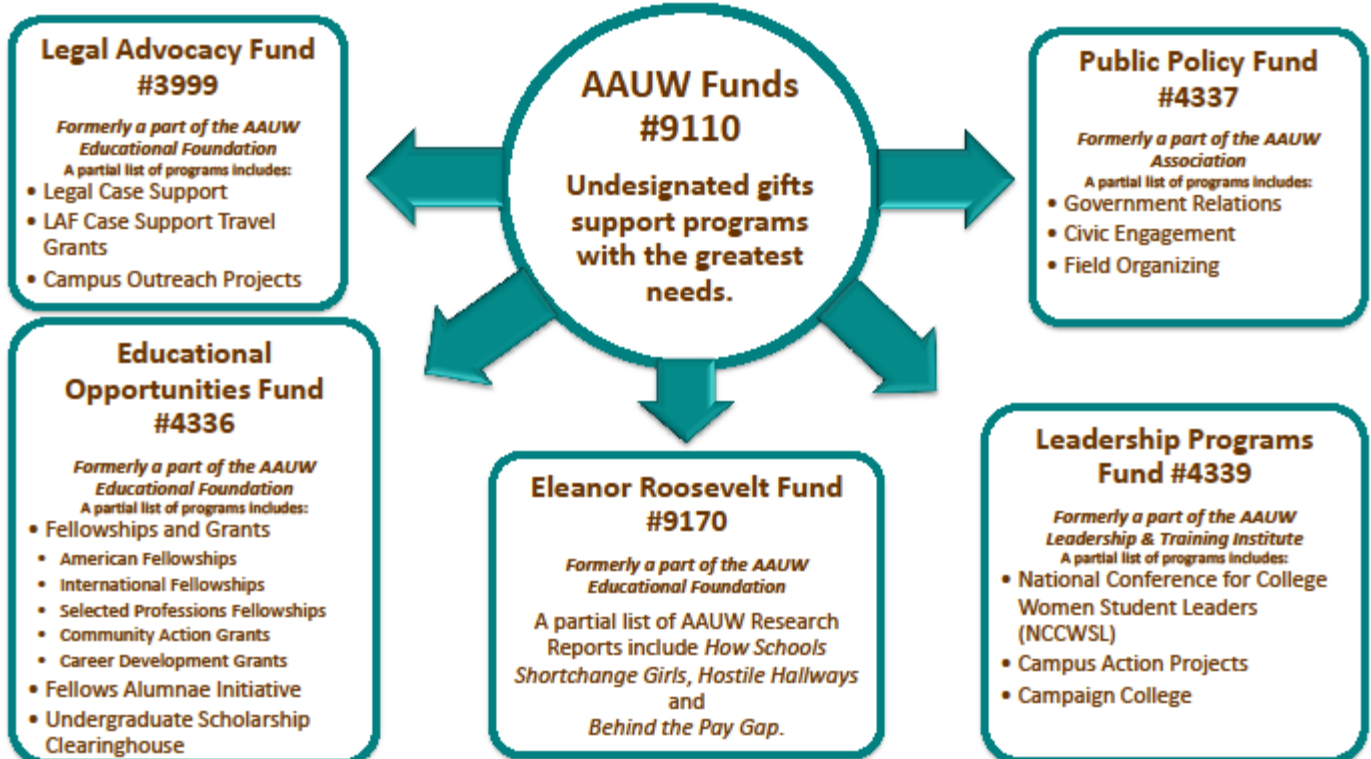 Legal Advocacy Fund
#3999
Formerly a part of the AAUW
Educational Foundation
A partial list of programs includes:
• Legal Case Support
• LAF Case Support Travel
Grants
• Campus Outreach Projects
AAUW Funds
#9110
Undesignated gifts
support programs
with the greatest
needs.
Public Policy Fund
#4337
Formerly a part of the AAUW
Association
A partial list of programs includes:
• Government Relations
• Civic Engagement
• Field Organizing
Educational
Opportunities Fund
#4336
Formerly a part of the AAUW
Educational Foundation
A partial list of programs includes:
• Fellowships and Grants
• American Fellowships
• International Fellowships
• Selected Professions Fellowships
• Community Action Grants
• Career Development Grants
• Fellows Alumnae Initiative
• Undergraduate Scholarship
Clearinghouse
Eleanor Roosevelt Fund
#9170
Formerly a part of the AAUW
Educational Foundation
A partial list of AAUW Research
Reports include How Schools
Shortchange Girls, Hostile Hallways
and
Behind the Pay Gap.
Leadership Programs
Fund #4339
Formerly a part of the AAUW
Leadership & Training Institute
A partial list of programs includes:
• National Conference for College
Women Student Leaders
(NCCWSL)
• Campus Action Projects
• Campaign College